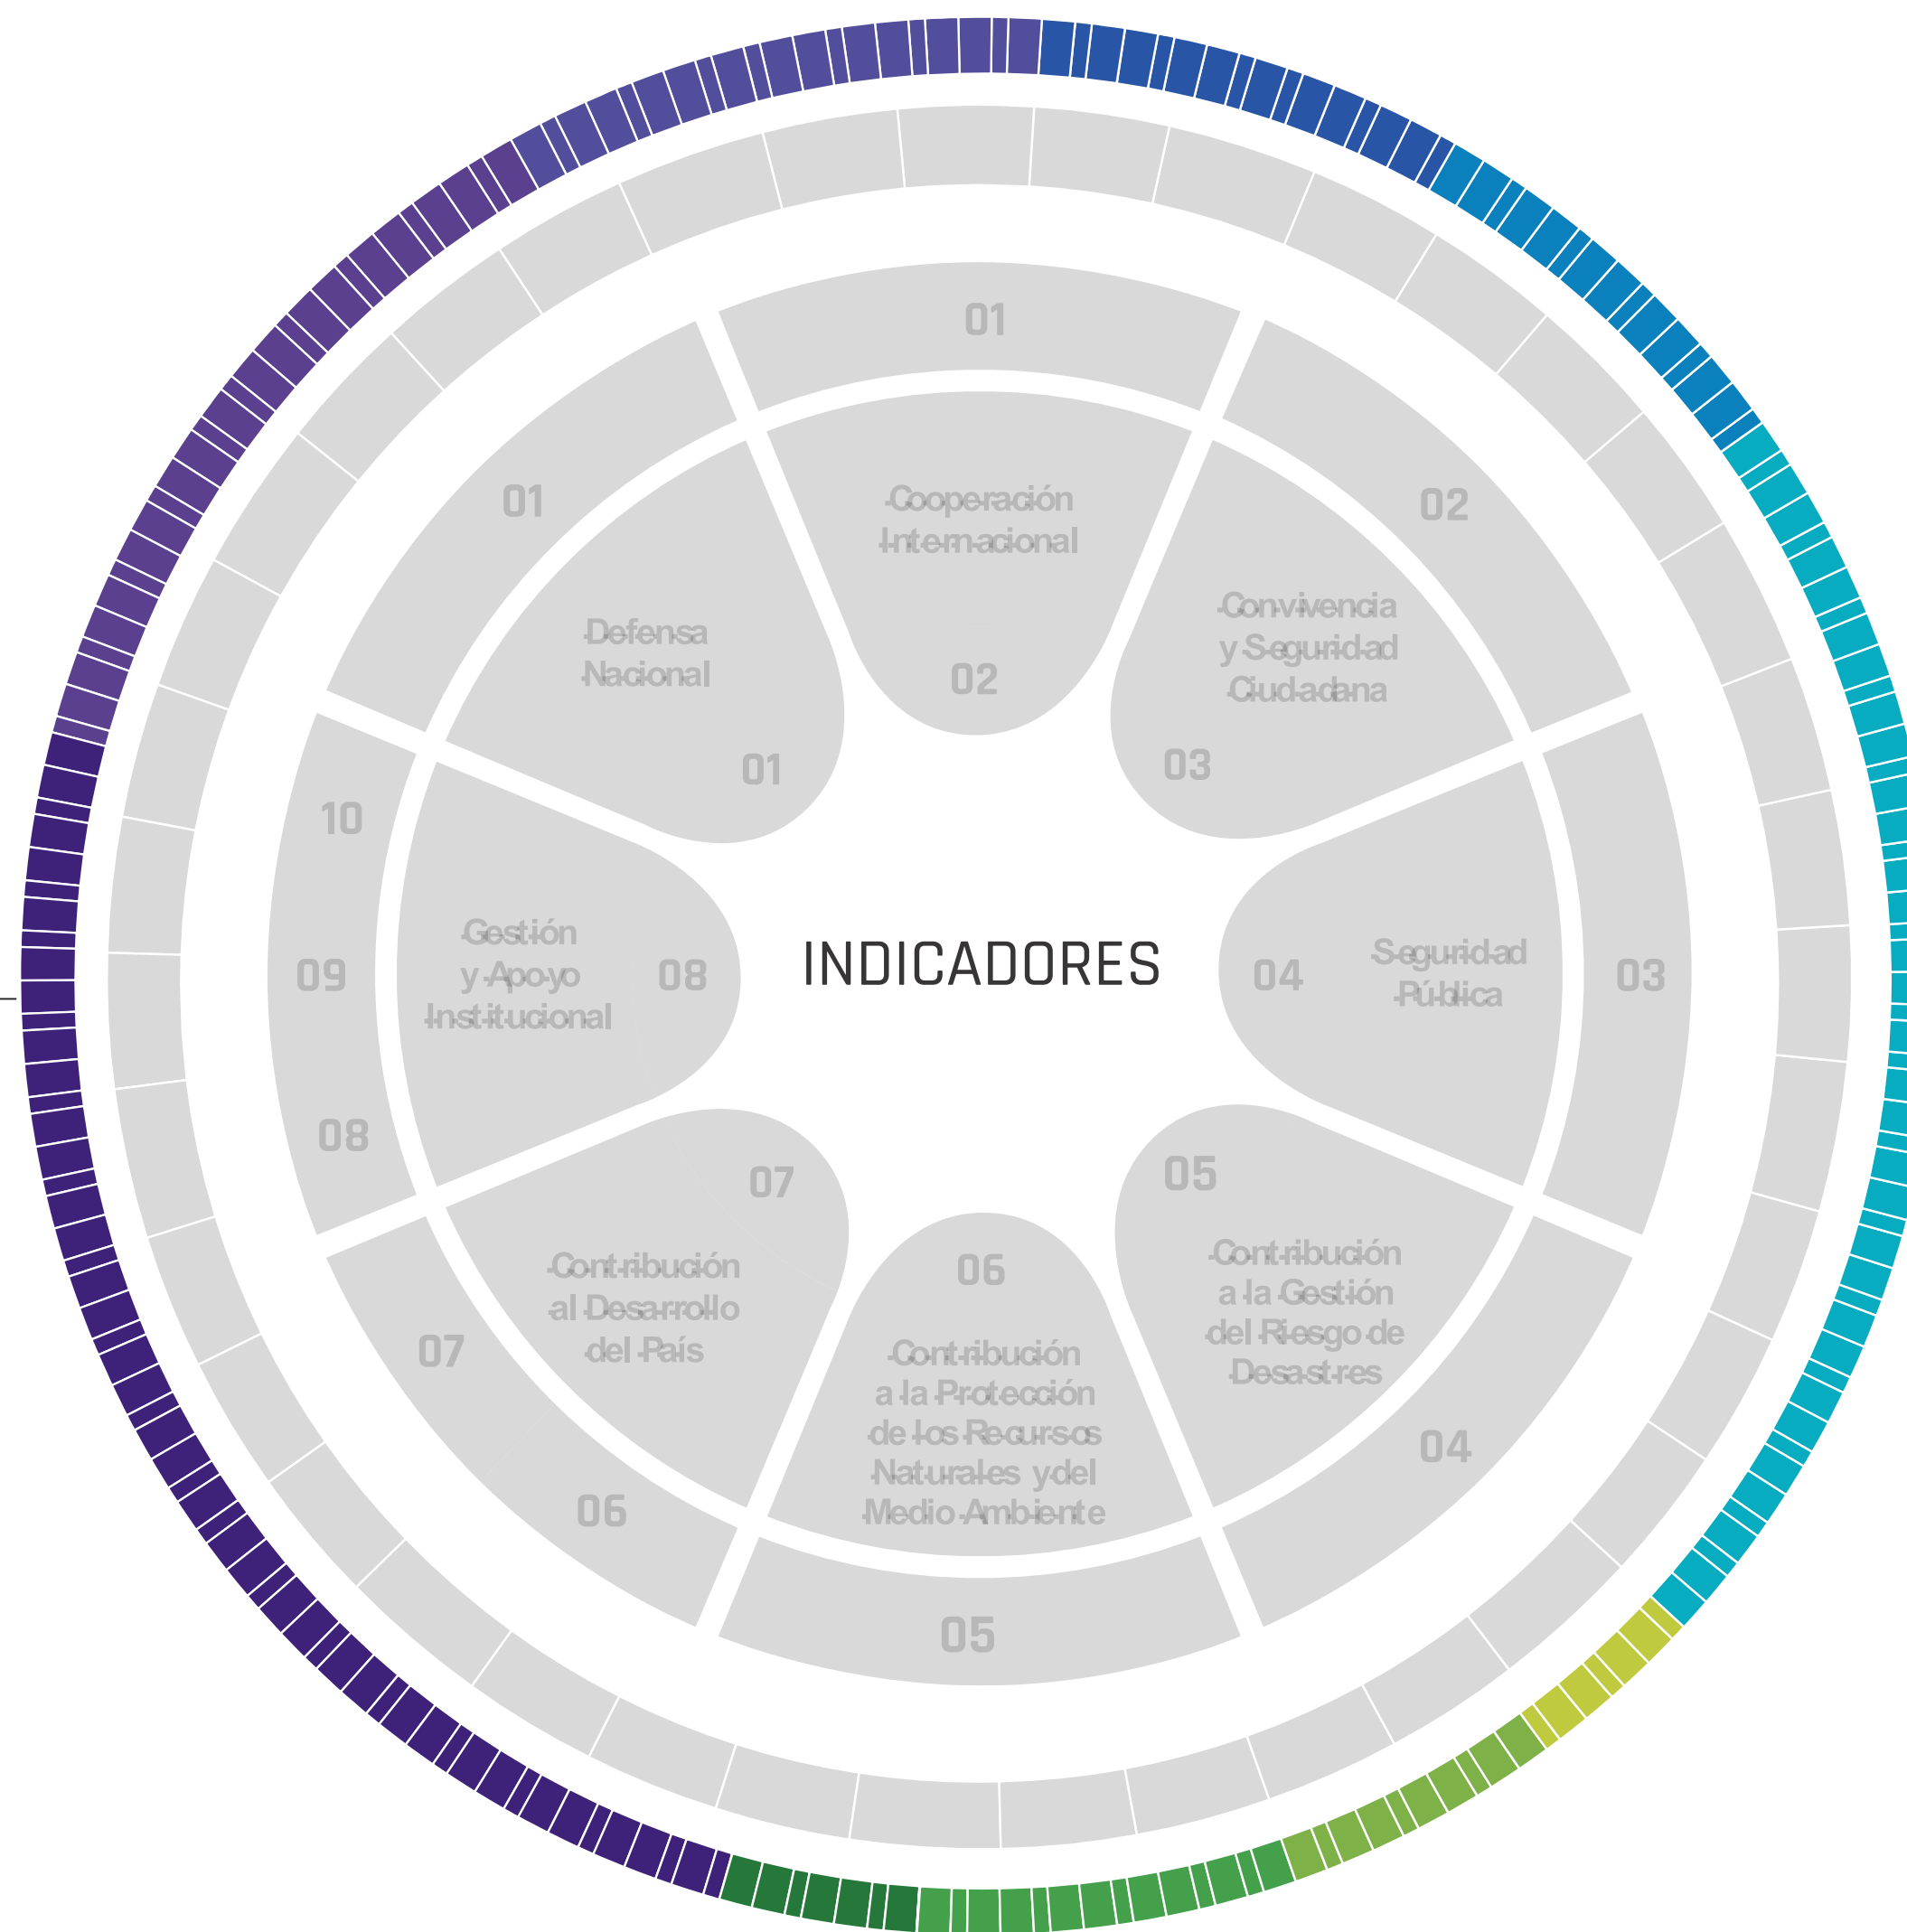 01
Cooperación
Internacional
02
02
Convivencia
y Seguridad
Ciudadana
03
03
Seguridad
Pública
04
04
05
Contribución
a la Gestión
del Riesgo de
Desastres
05
06
Contribución
a la Protección
de los Recursos
Naturales y del
Medio Ambiente
06
07
07
Contribución
al Desarrollo
del País
08
09
10
Gestión
y Apoyo
Institucional
08
01
Defensa
Nacional
01
INDICADORES